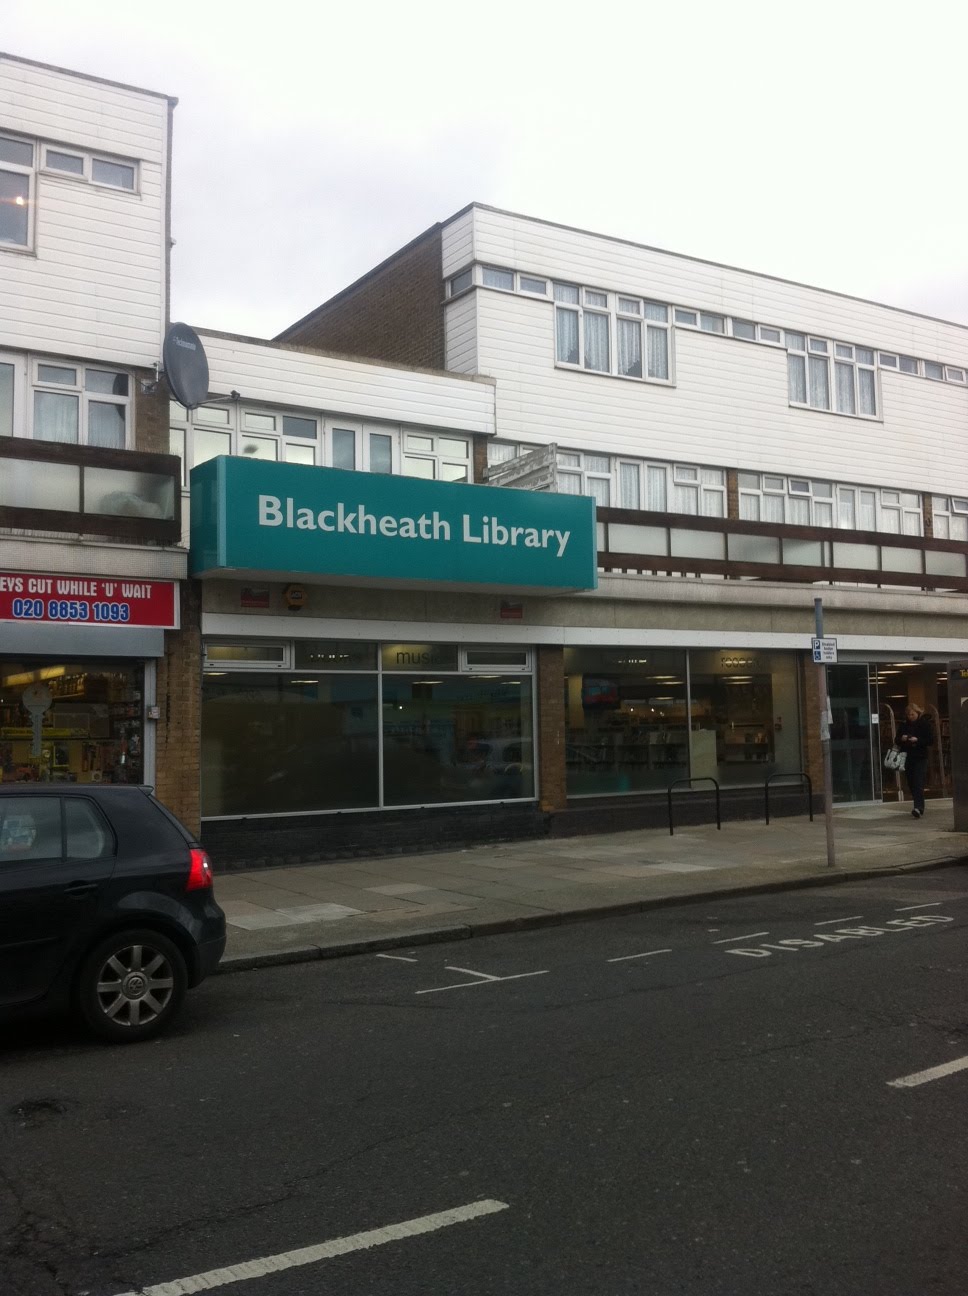 Blackheath Library
EYS CUT WHILE 'U' WAIT
020 8853 1093
music
P
DISABLED